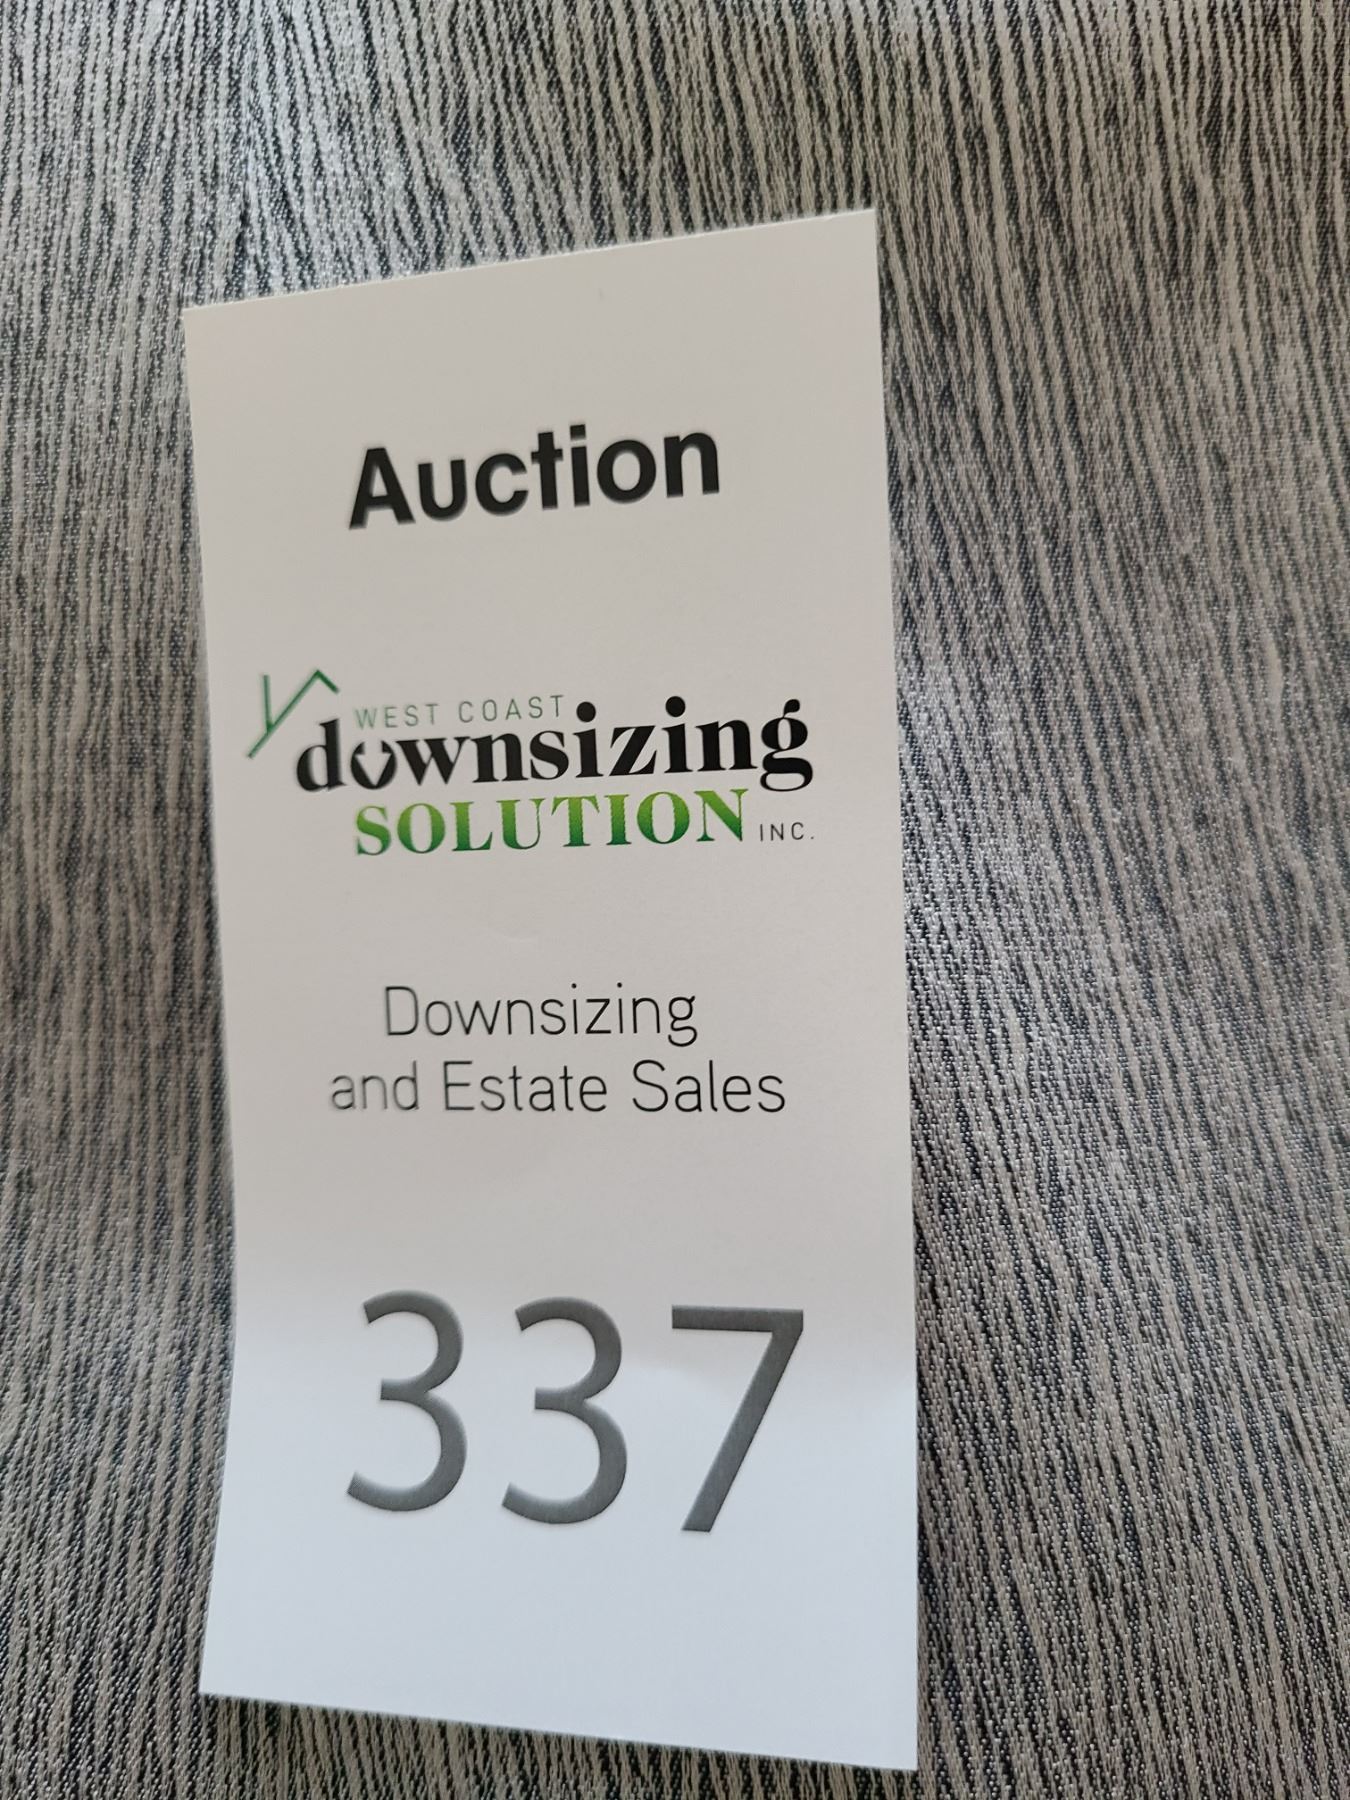 Auction
WEST COAST
downsizing
SOLUTION INC.
Downsizing
and Estate Sales
337